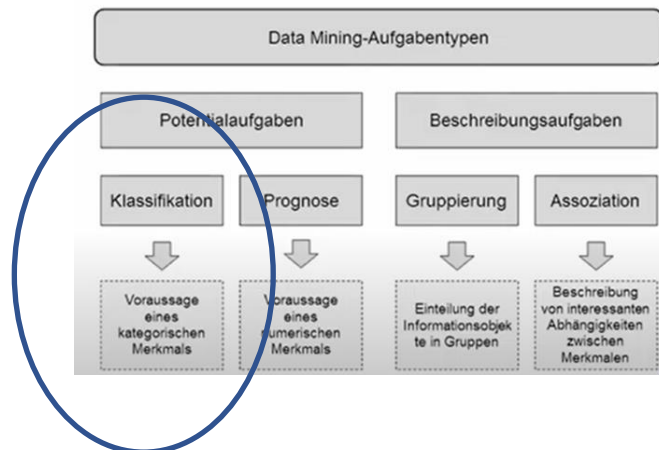 Data Mining-Aufgabentypen
Potentialaufgaben
Beschreibungsaufgaben
Klassifikation
Prognose
Gruppierung
Assoziation
Voraussage
eines
kategorischen
Merkmals
Voraussage
eines
numerischen
Merkmals
Einteilung der
Informationsobjek
te in Gruppen
Beschreibung
von interessanten
Abhängigkeiten
zwischen
Merkmalen